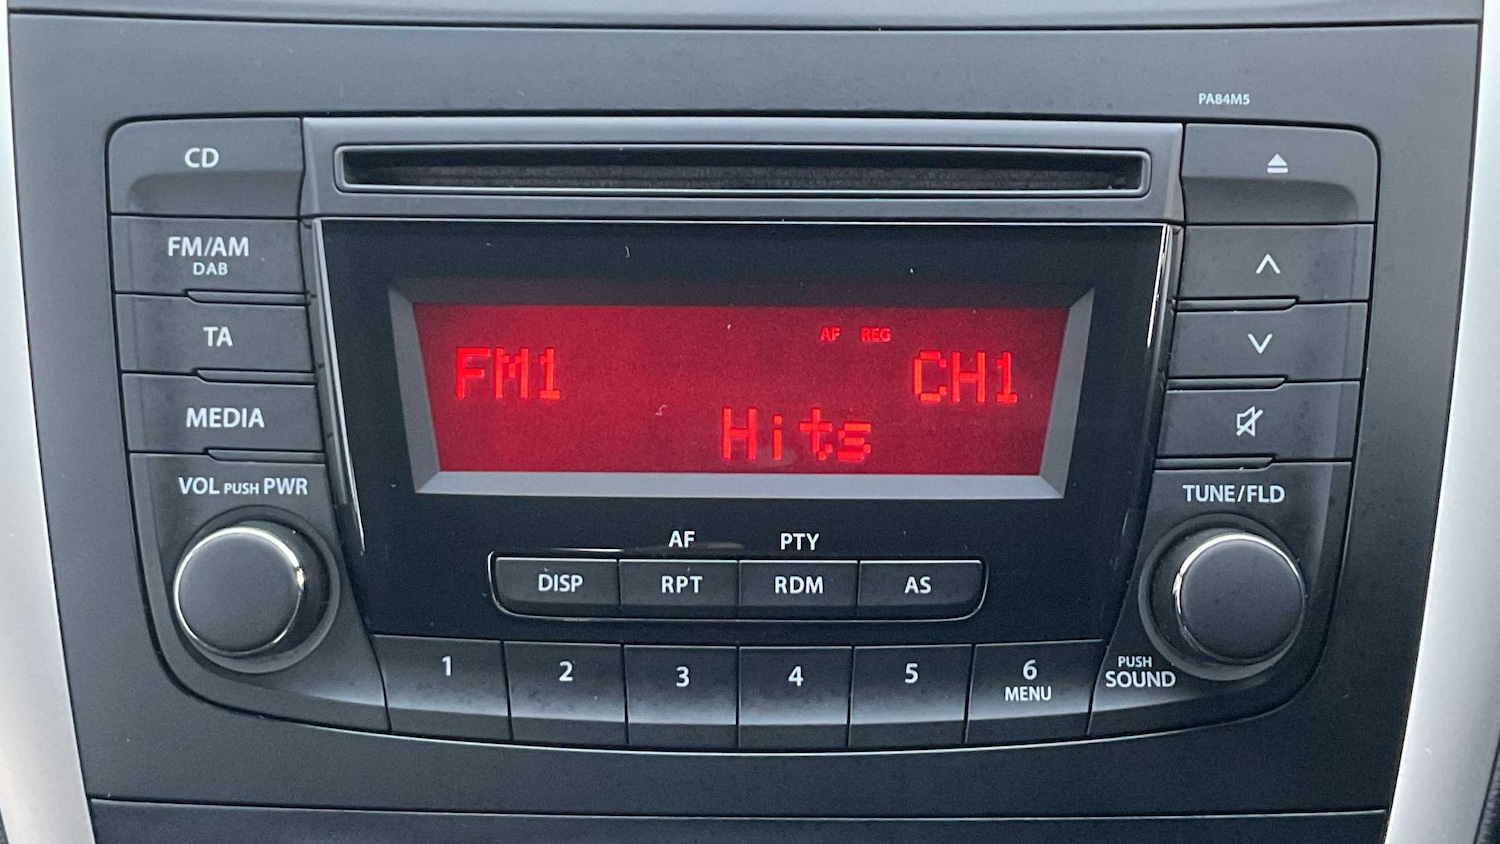 PA84M5
CD
FM/AM
DAB
TA
MEDIA
VOL PUSH PWR
AF REG
FM1 CH1
Hits
TUNE/FLD
AF PTY
DISP RPT RDM AS
1 2 3 4 5 6
MENU
PUSH
SOUND